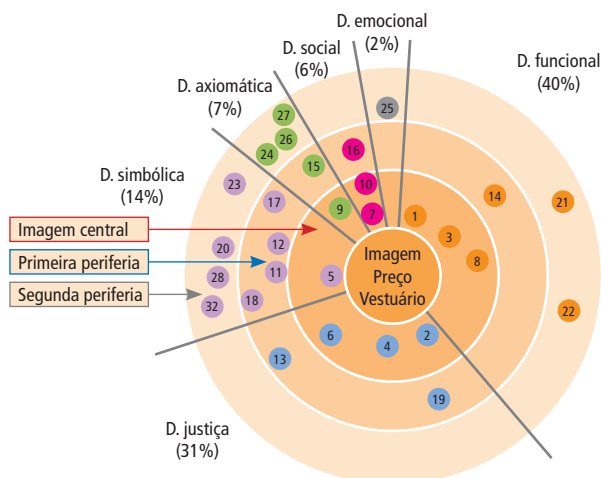 D. emocional
(2%)
D. social
(6%)
D. funcional
(40%)
D. axiomática
(7%)
D. simbólica
(14%)
D. justiça
(31%)
Imagem central
Primeira periferia
Segunda periferia
Imagem
Preço
Vestuário
25
27
26
24
15
16
10
23
17
9
7
1
14
21
3
12
20
11
5
8
28
32
18
22
6
4
2
13
19